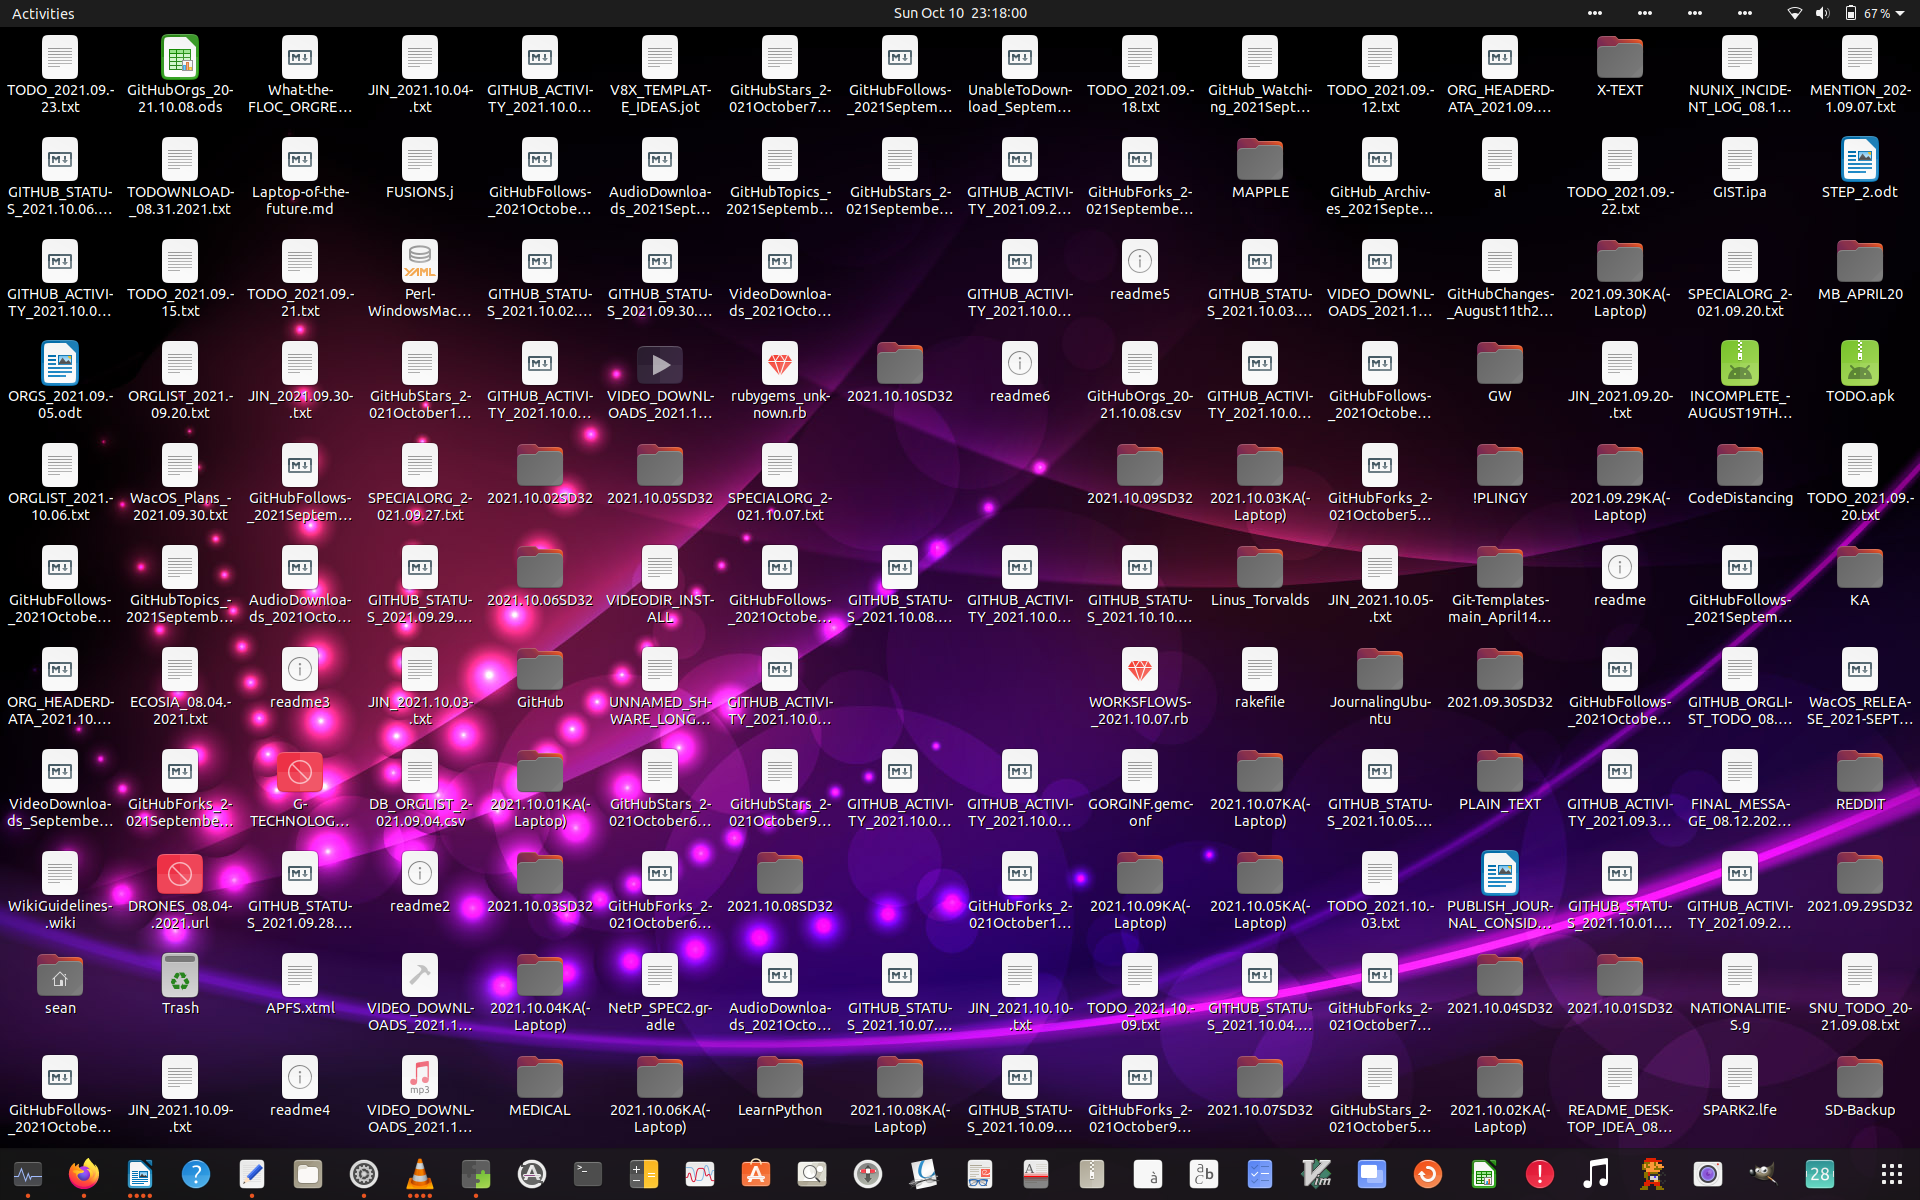 Activities
Sun Oct 10 23:18:00
67 %
TODO_2021.09.-
23.txt
GitHubOrgs_20-
21.10.08.ods
What-the-
FLOC_ORGRE...
JIN_2021.10.04-
.txt
GITHUB_ACTIVI-
TY_2021.10.0...
V8X_TEMPLAT-
E_IDEAS.jot
GitHubStars_2-
021October7...
GitHubFollows-
_2021Septem...
UnableToDown-
load_Septem...
TODO_2021.09.-
18.txt
GitHub_Watchi-
ng_2021Sept...
TODO_2021.09.-
12.txt
ORG_HEADERD-
ATA_2021.09....
X-TEXT
NUNIX_INCIDE-
NT_LOG_08.1...
MENTION_202-
1.09.07.txt
GITHUB_STATU-
S_2021.10.06....
TODOWNLOAD-
_08.31.2021.txt
Laptop-of-the-
future.md
FUSIONS.j
GitHubFollows-
_2021Octobe...
AudioDownloa-
ds_2021Sept...
GitHubTopics_-
2021Septemb...
GitHubStars_2-
021Septembe...
GITHUB_ACTIVI-
TY_2021.09.2...
GitHubForks_2-
021Septembe...
MAPPLE
GitHub_Archiv-
es_2021Septe...
al
TODO_2021.09.-
22.txt
GIST.ipa
STEP_2.odt
GITHUB_ACTIVI-
TY_2021.10.0...
TODO_2021.09.-
15.txt
TODO_2021.09.-
21.txt
YAML
Perl-
WindowsMac...
GITHUB_STATU-
S_2021.10.02....
GITHUB_STATU-
S_2021.09.30....
VideoDownloa-
ds_2021Octo...
GITHUB_ACTIVI-
TY_2021.10.0...
readme5
GITHUB_STATU-
S_2021.10.03....
VIDEO_DOWNL-
OADS_2021.1...
GitHubChanges-
_August11th2...
2021.09.30KA(-
Laptop)
SPECIALORG_2-
021.09.20.txt
MB_APRIL20
ORGS_2021.09.-
05.odt
ORGLIST_2021.-
09.20.txt
JIN_2021.09.30-
.txt
GitHubStars_2-
021October1...
GITHUB_ACTIVI-
TY_2021.10.0...
VIDEO_DOWNL-
OADS_2021.1...
rubygems_unk-
nown.rb
2021.10.10SD32
readme6
GitHubOrgs_20-
21.10.08.csv
GITHUB_ACTIVI-
TY_2021.10.0...
GitHubFollows-
_2021Octobe...
GW
JIN_2021.09.20-
.txt
INCOMPLETE_-
AUGUST19TH...
TODO.apk
ORGLIST_2021.-
10.06.txt
WacOS_Plans_-
2021.09.30.txt
GitHubFollows-
_2021Septem...
SPECIALORG_2-
021.09.27.txt
2021.10.02SD32
2021.10.05SD32
SPECIALORG_2-
021.10.07.txt
2021.10.09SD32
2021.10.03KA(-
Laptop)
GitHubForks_2-
021October5...
!PLINGY
2021.09.29KA(-
Laptop)
CodeDistancing
TODO_2021.09.-
20.txt
GitHubFollows-
_2021Octobe...
GitHubTopics_-
2021Septemb...
AudioDownloa-
ds_2021Octo...
GITHUB_STATU-
S_2021.09.29....
2021.10.06SD32
VIDEODIR_INST-
ALL
GitHubFollows-
_2021Octobe...
GITHUB_STATU-
S_2021.10.08....
GITHUB_ACTIVI-
TY_2021.10.0...
GITHUB_STATU-
S_2021.10.10....
Linus_Torvalds
JIN_2021.10.05-
.txt
Git-Templates-
main_April14...
readme
GitHubFollows-
_2021Septem...
KA
ORG_HEADERD-
ATA_2021.10....
ECOSIA_08.04.-
2021.txt
readme3
JIN_2021.10.03-
.txt
GitHub
UNNAMED_SH-
WARE_LONG...
GITHUB_ACTIVI-
TY_2021.10.0...
WORKSFLOWS-
_2021.10.07.rb
rakefile
JournalingUbu-
ntu
2021.09.30SD32
GitHubFollows-
_2021Octobe...
GITHUB_ORGLI-
ST_TODO_08....
WacOS_RELEA-
SE_2021-SEPT...
VideoDownloa-
ds_Septembe...
GitHubForks_2-
021Septembe...
G-
TECHNOLOG...
DB_ORGLIST_2-
021.09.04.csv
2021.10.01KA(-
Laptop)
GitHubStars_2-
021October6...
GitHubStars_2-
021October9...
GITHUB_ACTIVI-
TY_2021.10.0...
GITHUB_ACTIVI-
TY_2021.10.0...
GORGINF.gemc-
onf
2021.10.07KA(-
Laptop)
GITHUB_STATU-
S_2021.10.05....
PLAIN_TEXT
GITHUB_ACTIVI-
TY_2021.09.3...
FINAL_MESSA-
GE_08.12.202...
REDDIT
WikiGuidelines-
.wiki
DRONES_08.04-
.2021.url
GITHUB_STATU-
S_2021.09.28....
readme2
2021.10.03SD32
GitHubForks_2-
021October6...
2021.10.08SD32
GitHubForks_2-
021October1...
2021.10.09KA(-
Laptop)
2021.10.05KA(-
Laptop)
TODO_2021.10.-
03.txt
PUBLISH_JOUR-
NAL_CONSID...
GITHUB_STATU-
S_2021.10.01....
GITHUB_ACTIVI-
TY_2021.09.2...
2021.09.29SD32
sean
Trash
APFS.xtml
VIDEO_DOWNL-
OADS_2021.1...
2021.10.04KA(-
Laptop)
NetP_SPEC2.gr-
adle
AudioDownloa-
ds_2021Octo...
GITHUB_STATU-
S_2021.10.07....
JIN_2021.10.10-
.txt
TODO_2021.10.-
09.txt
GITHUB_STATU-
S_2021.10.04....
GitHubForks_2-
021October7...
2021.10.04SD32
2021.10.01SD32
NATIONALITIE-
S.g
SNU_TODO_20-
21.09.08.txt
GitHubFollows-
_2021Octobe...
JIN_2021.10.09-
.txt
readme4
mp3
VIDEO_DOWNL-
OADS_2021.1...
MEDICAL
2021.10.06KA(-
Laptop)
LearnPython
2021.10.08KA(-
Laptop)
GITHUB_STATU-
S_2021.10.09....
GitHubForks_2-
021October9...
2021.10.07SD32
GitHubStars_2-
021October5...
2021.10.02KA(-
Laptop)
README_DESK-
TOP_IDEA_08....
SPARK2.lfe
SD-Backup
28